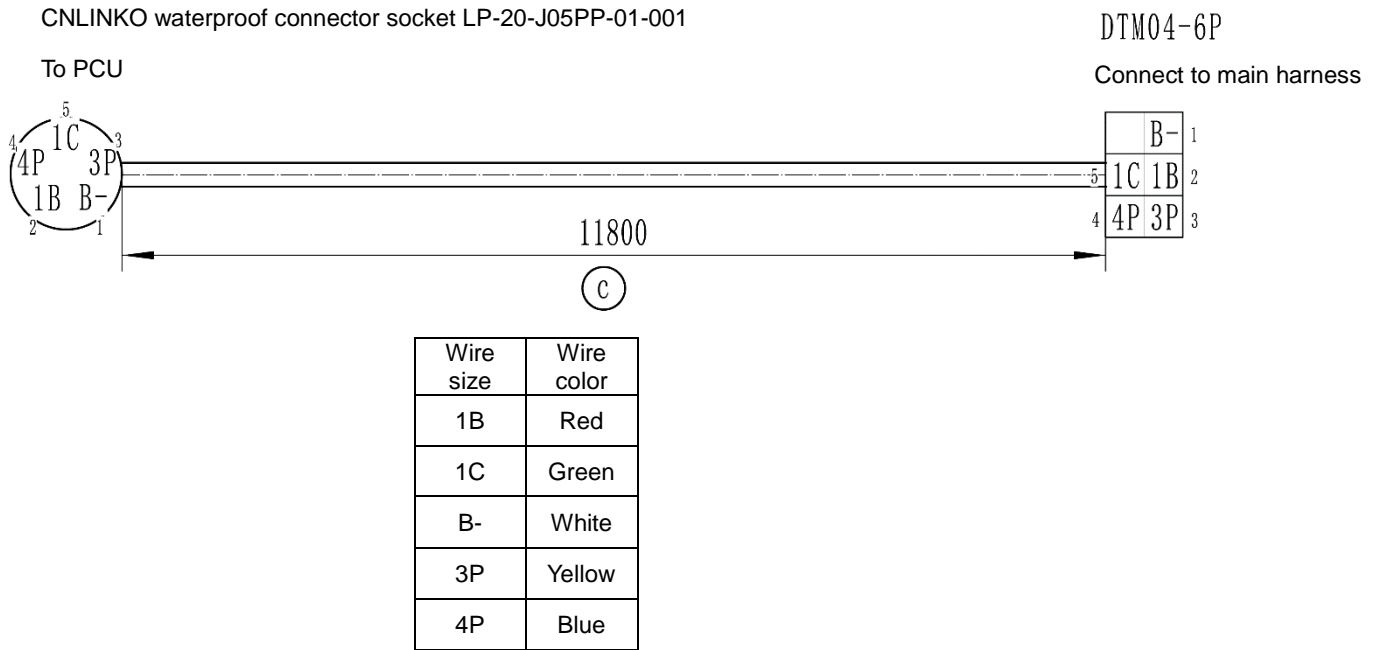 CNLINKO waterproof connector socket LP-20-J05PP-01-001
DTM04-6P
To PCU
Connect to main harness
5
4 1C 3
4P 3P
1B B-
2 1
B- 1
5 1C 1B 2
4 4P 3P 3
11800
C
Wire size Wire color
1B Red
1C Green
B- White
3P Yellow
4P Blue